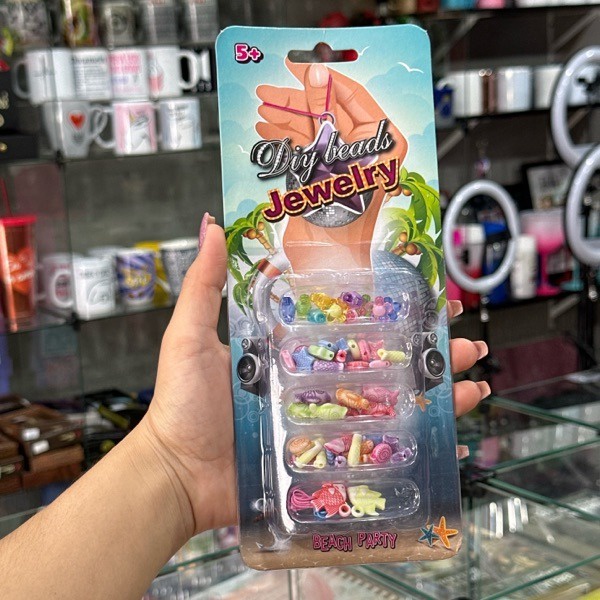 5+
Diy beads
Jewelry
BEACH PARTY